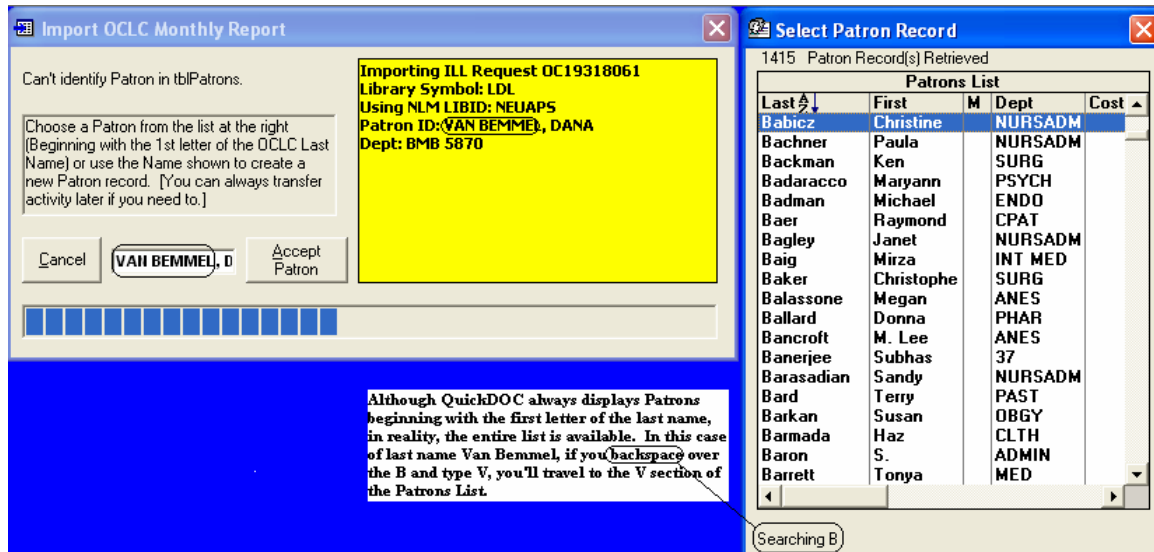 Import OCLC Monthly Report
Can't identify Patron in tblPatrons.
Choose a Patron from the list at the right
(Beginning with the 1st letter of the OCLC Last
Name) or use the Name shown to create a
new Patron record. [You can always transfer
activity later if you need to.]
Cancel
VAN BEMMEL, D
Accept
Patron
Importing ILL Request OC19318061
Library Symbol: LDL
Using NLM LIBID: NEUAPS
Patron ID: VAN BEMMEL, DANA
Dept: BMB 5870
Although QuickDOC always displays Patrons
beginning with the first letter of the last name,
in reality, the entire list is available. In this case
of last name Van Bemmel, if you backspace over
the B and type V, you'll travel to the V section of
the Patrons List.
Select Patron Record
1415 Patron Record(s) Retrieved
Patrons List
Last First M Dept Cost
Babicz Christine NURSADM
Bachner Paula NURSADM
Backman Ken SURG
Badaracco Maryann PSYCH
Badman Michael ENDO
Baer Raymond CPAT
Bagley Janet NURSADM
Baig Mirza INT MED
Baker Christophe SURG
Balassone Megan ANES
Ballard Donna PHAR
Bancroft M. Lee ANES
Banerjee Subhas 37
Barasadian Sandy NURSADM
Bard Terry PAST
Barkan Susan OBGY
Barmada Haz CLTH
Baron S. ADMIN
Barrett Tonya MED
Searching B